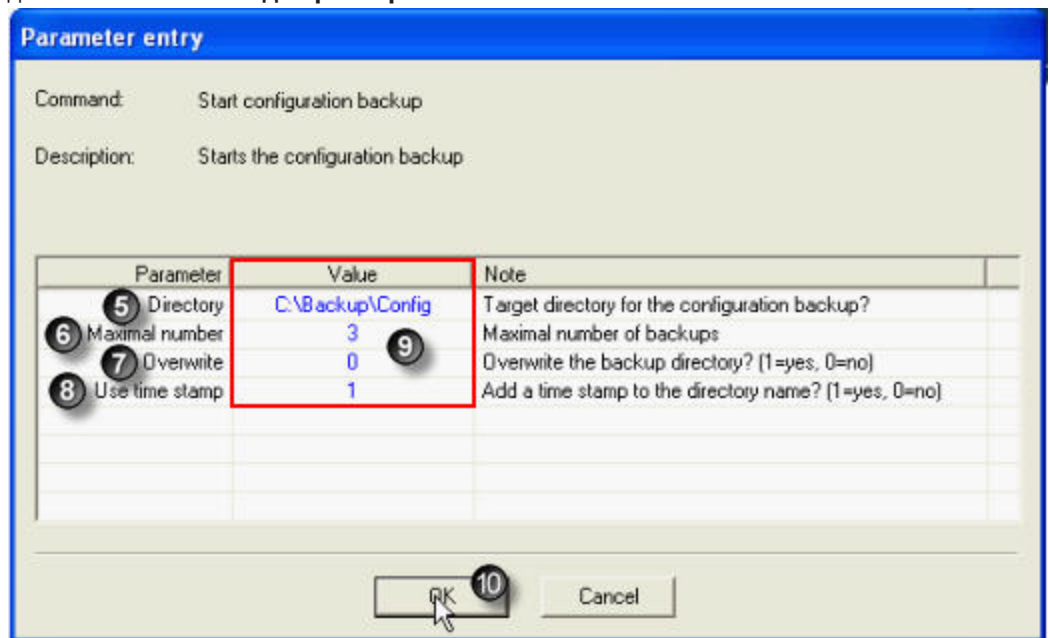 Parameter entry
Command: Start configuration backup
Description: Starts the configuration backup
Parameter Value Note
5 Directory C:\Backup\Config Target directory for the configuration backup?
6 Maximal number 3 Maximal number of backups
7 Overwrite 0 9 Overwrite the backup directory? (1=yes, 0=no)
8 Use time stamp 1 Add a time stamp to the directory name? (1=yes, 0=no)
OK 10 Cancel